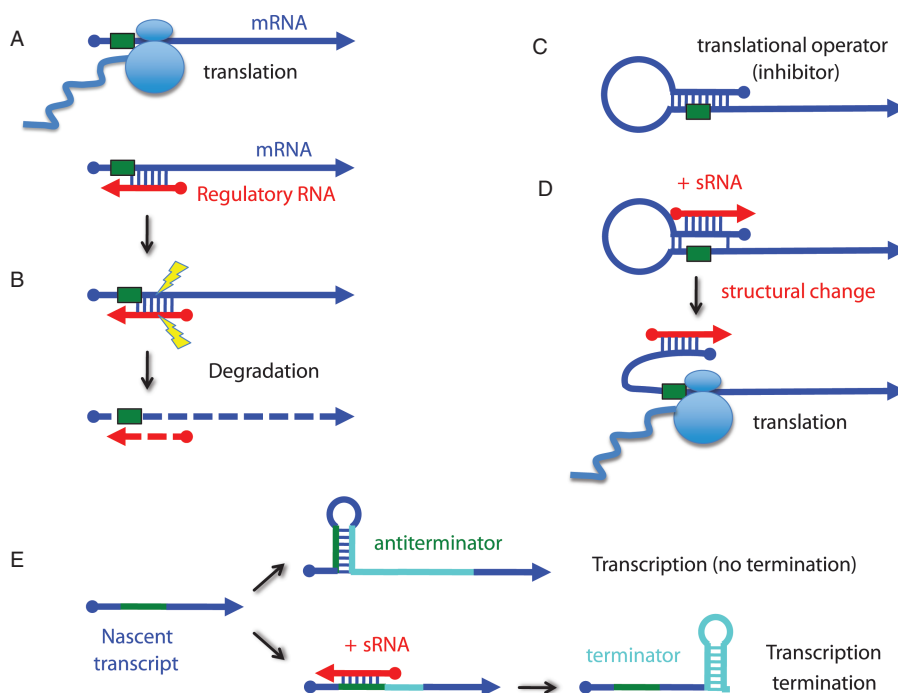 A
mRNA
translation
mRNA
Regulatory RNA
B
Degradation
C
translational operator
(inhibitor)
D
+ sRNA
structural change
translation
E
antiterminator
Transcription (no termination)
Nascent
transcript
+ sRNA
terminator
Transcription
termination